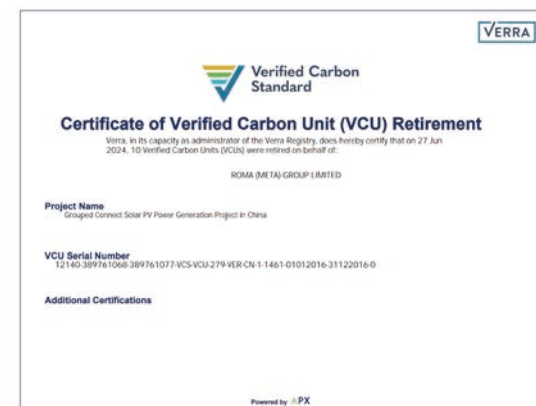 VERRA
Verified Carbon
Standard
Certificate of Verified Carbon Unit (VCU) Retirement
Verra, in its capacity as administrator of the Verra Registry, does hereby certify that on 27 Jun
2024, 10 Verified Carbon Units (VCUs) were retired on behalf of:
ROMA (META) GROUP LIMITED
Project Name
Grouped Connect Solar PV Power Generation Project in China
VCU Serial Number
12140-389761068-389761077-VCS-VCU-279-VER-CN-1-1461-01012016-31122016-0
Additional Certifications
Powered by APX